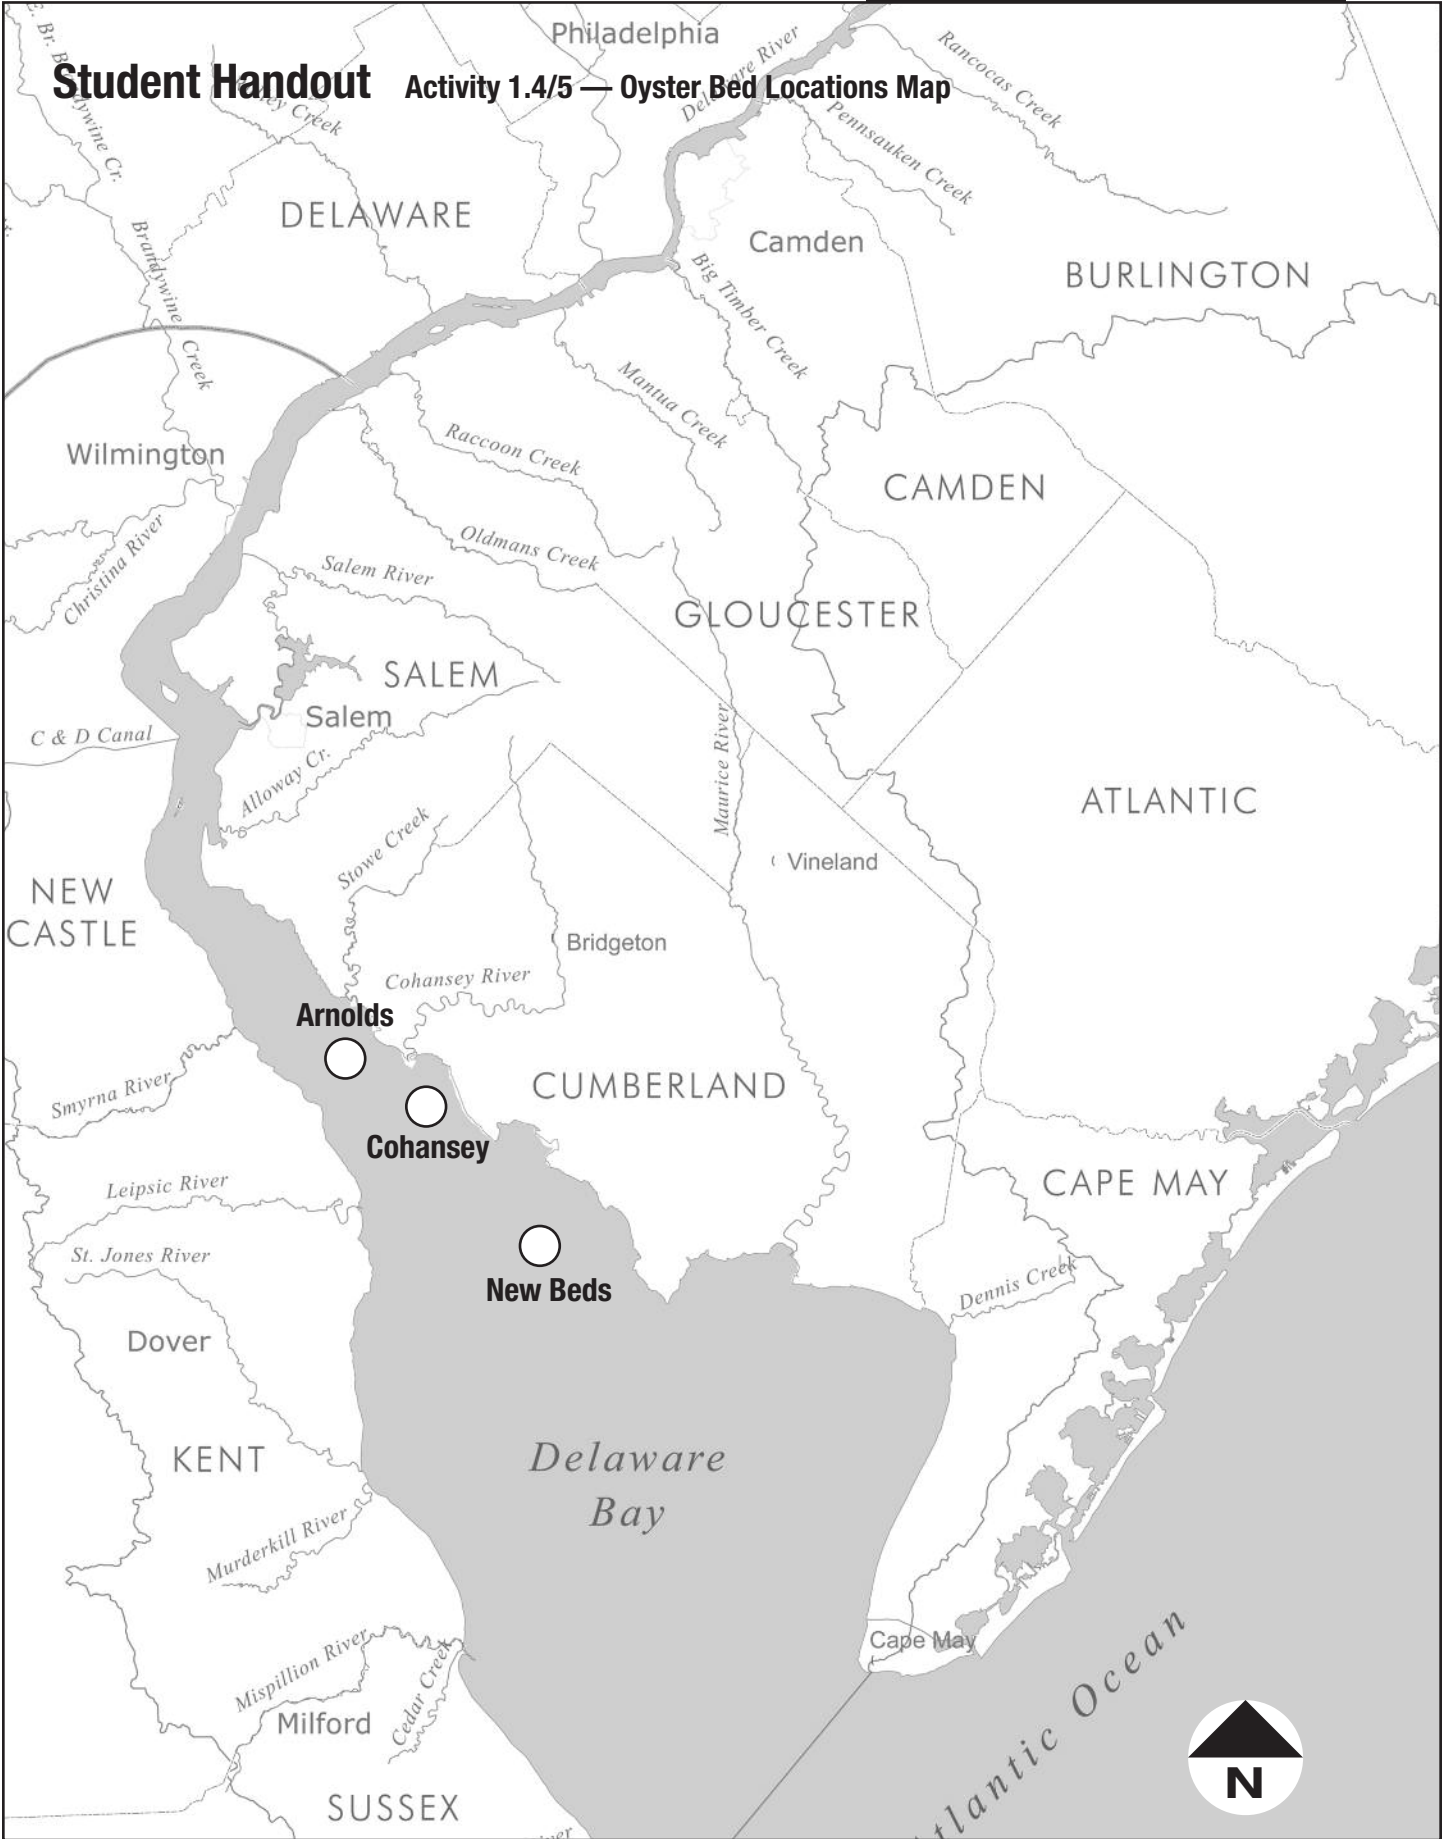 Philadelphia
Delaware River
Rancocas Creek
E. Br. Brandywine Cr.
Student Handout Activity 1.4/5 — Oyster Bed Locations Map
Pennsauken Creek
DELAWARE
Camden
Brandywine Creek
Big Timber Creek
BURLINGTON
Mantua Creek
Raccoon Creek
Wilmington
CAMDEN
Oldmans Creek
Christina River
Salem River
GLOUCESTER
SALEM
Salem
C & D Canal
Alloway Cr.
Maurice River
ATLANTIC
Stowe Creek
Vineland
NEW
CASTLE
Bridgeton
Cohansey River
Arnolds
Smyrna River
CUMBERLAND
Cohansey
Leipsic River
CAPE MAY
St. Jones River
New Beds
Dennis Creek
Dover
KENT
Delaware
Bay
Murderkill River
Cape May
Mispillion River
Cedar Creek
Milford
Atlantic Ocean
N
SUSSEX